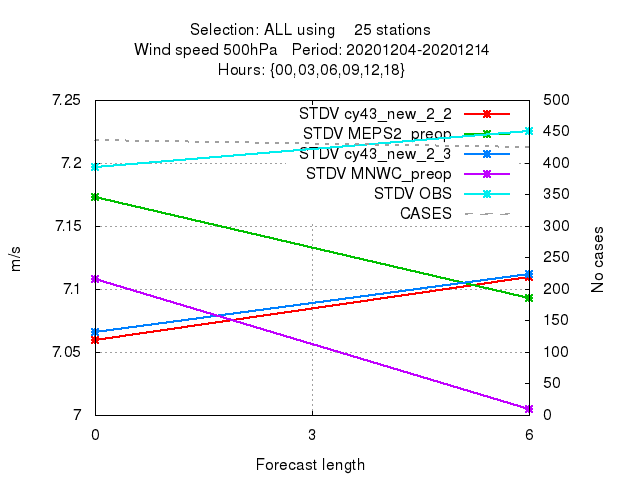 Selection: ALL using 25 stations
Wind speed 500hPa Period: 20201204-20201214
Hours: {00,03,06,09,12,18}
7.25
7.2
7.15
7.1
7.05
7
m/s
STDV cy43_new_2_2
STDV MEPS2_preop
STDV cy43_new_2_3
STDV MNWC_preop
STDV OBS
CASES
500
450
400
350
300
250
200
150
100
50
0
No cases
0 3 6
Forecast length